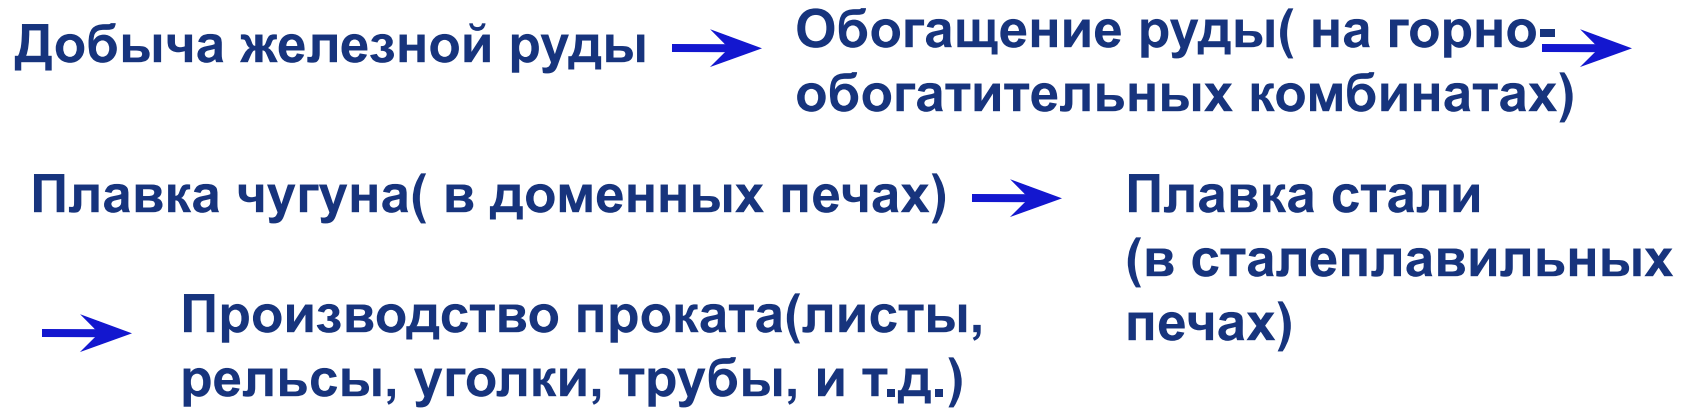 Добыча железной руды
Обогащение руды( на горно-
обогатительных комбинатах)
Плавка чугуна( в доменных печах)
Плавка стали
(в сталеплавильных
печах)
Производство проката(листы,
рельсы, уголки, трубы, и т.д.)